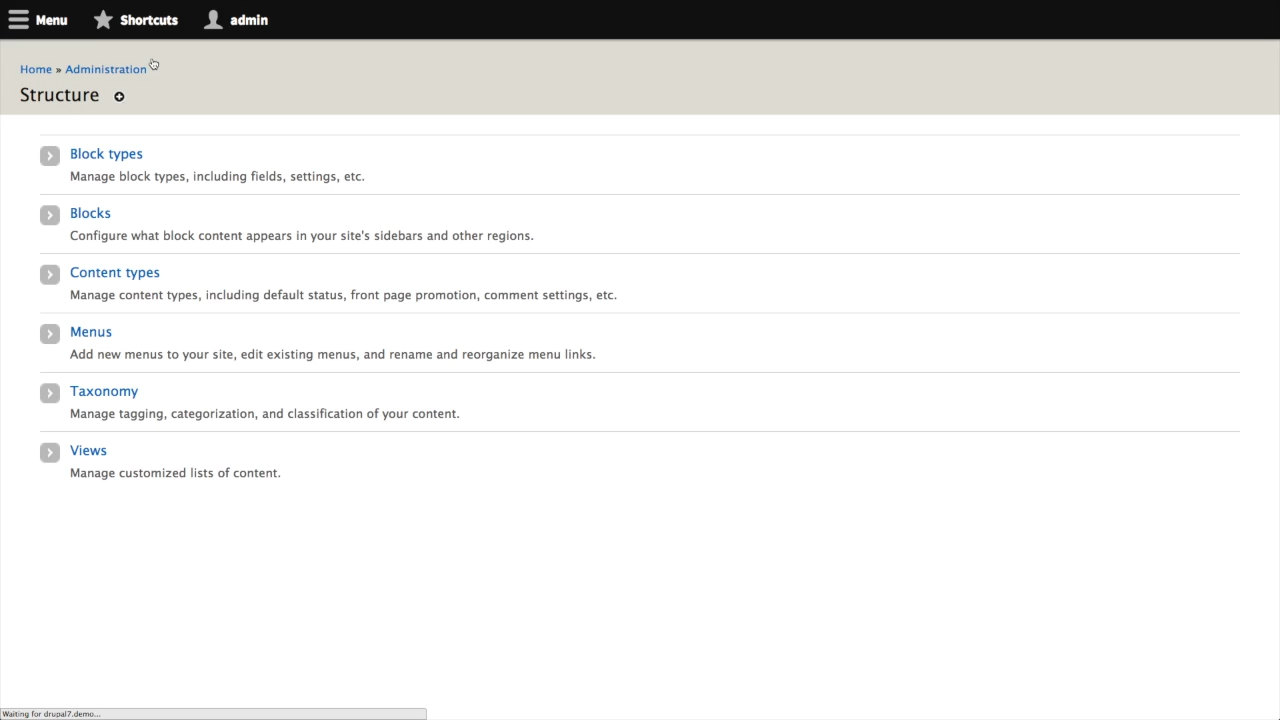 Menu Shortcuts admin
Home » Administration
Structure
Block types
Manage block types, including fields, settings, etc.
Blocks
Configure what block content appears in your site's sidebars and other regions.
Content types
Manage content types, including default status, front page promotion, comment settings, etc.
Menus
Add new menus to your site, edit existing menus, and rename and reorganize menu links.
Taxonomy
Manage tagging, categorization, and classification of your content.
Views
Manage customized lists of content.
Waiting for drupal7.demo...